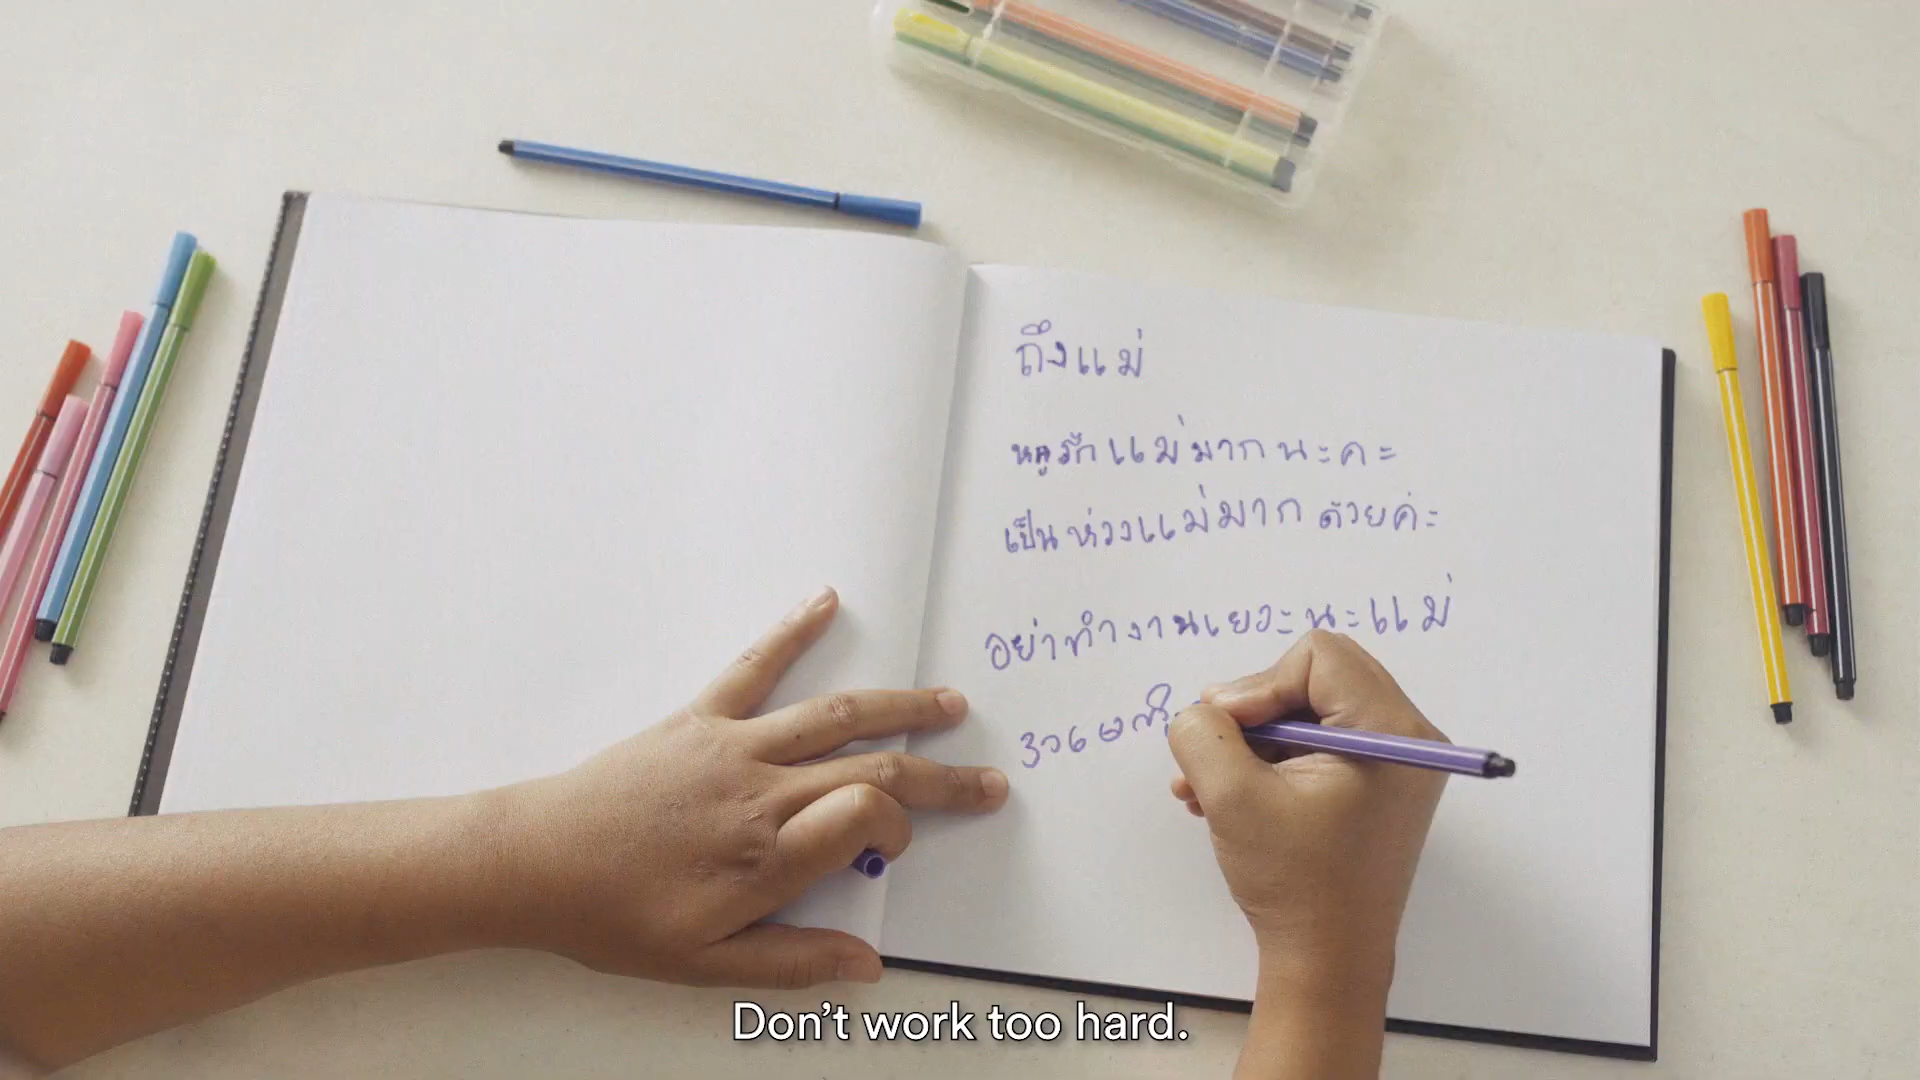 ถึงแม่
หนูรักแม่มากนะคะ
เป็นห่วงแม่มากด้วยค่ะ
อย่าทำงานเยอะนะแม่
Don't work too hard.